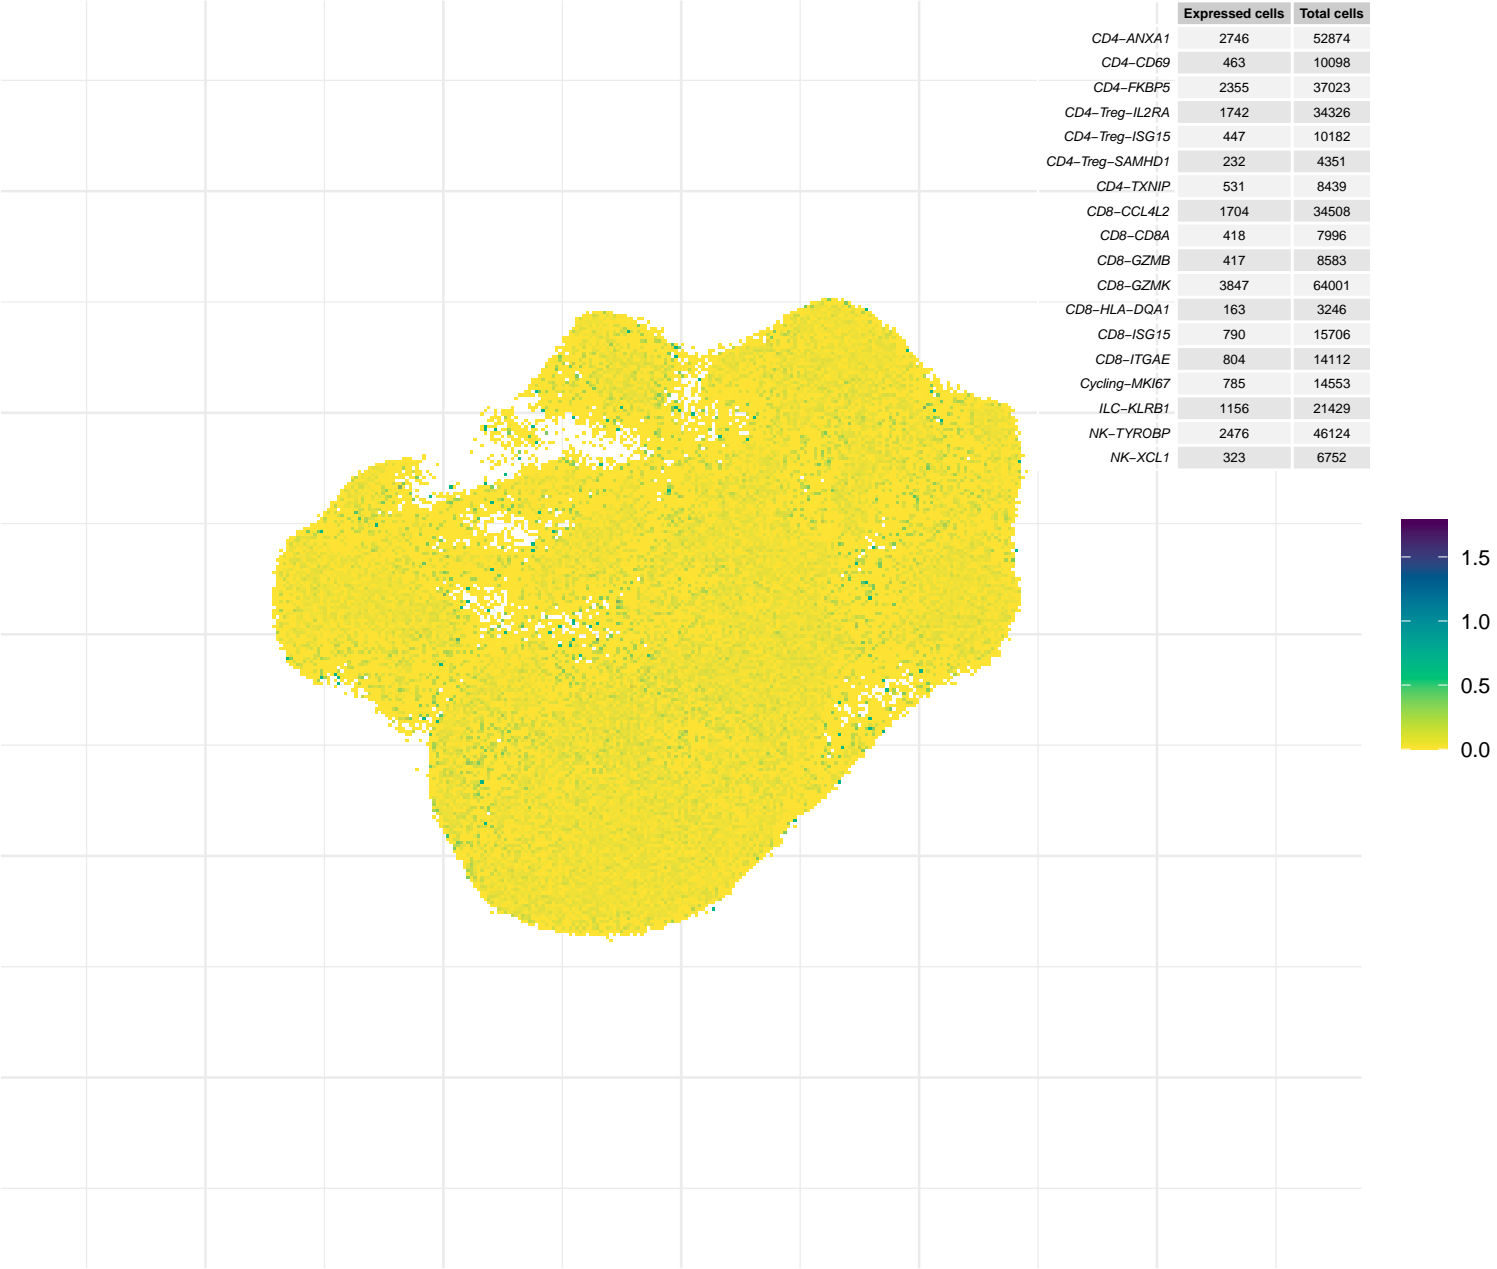 Expressed cells Total cells
CD4−ANXA1 2746 52874
CD4−CD69 463 10098
CD4−FKBP5 2355 37023
CD4−Treg−IL2RA 1742 34326
CD4−Treg−ISG15 447 10182
CD4−Treg−SAMHD1 232 4351
CD4−TXNIP 531 8439
CD8−CCL4L2 1704 34508
CD8−CD8A 418 7996
CD8−GZMB 417 8583
CD8−GZMK 3847 64001
CD8−HLA−DQA1 163 3246
CD8−ISG15 790 15706
CD8−ITGAE 804 14112
Cycling−MKI67 785 14553
ILC−KLRB1 1156 21429
NK−TYROBP 2476 46124
NK−XCL1 323 6752
1.5
1.0
0.5
0.0